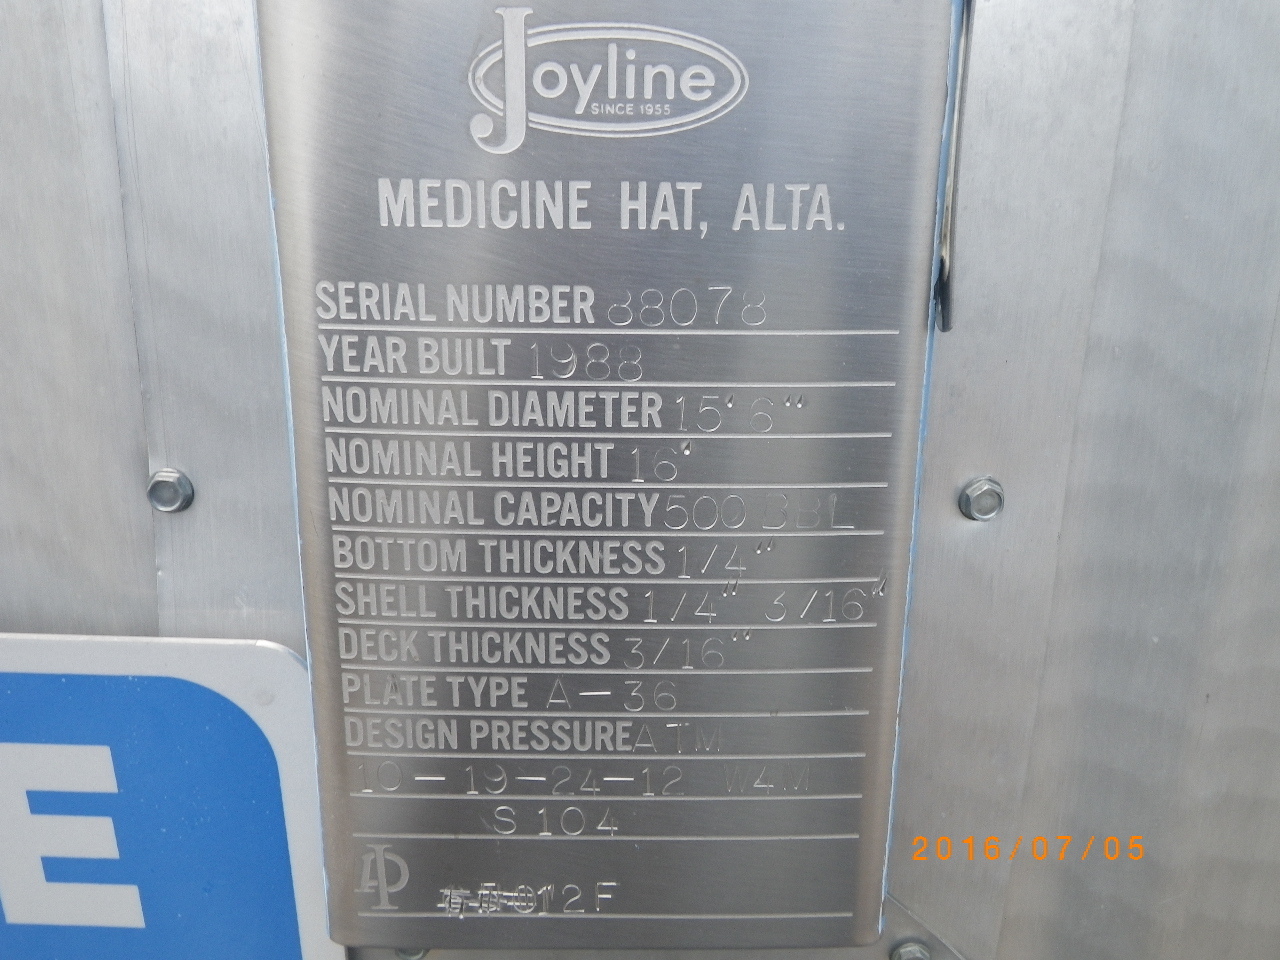 Joyline
SINCE 1955
MEDICINE HAT, ALTA.
SERIAL NUMBER 88078
YEAR BUILT 1988
NOMINAL DIAMETER 15' 6"
NOMINAL HEIGHT 16'
NOMINAL CAPACITY 500 BBL
BOTTOM THICKNESS 1/4"
SHELL THICKNESS 1/4" 3/16"
DECK THICKNESS 3/16"
PLATE TYPE A-36
DESIGN PRESSURE ATM
10-19-24-12 W4M
S104
E
2016/07/05